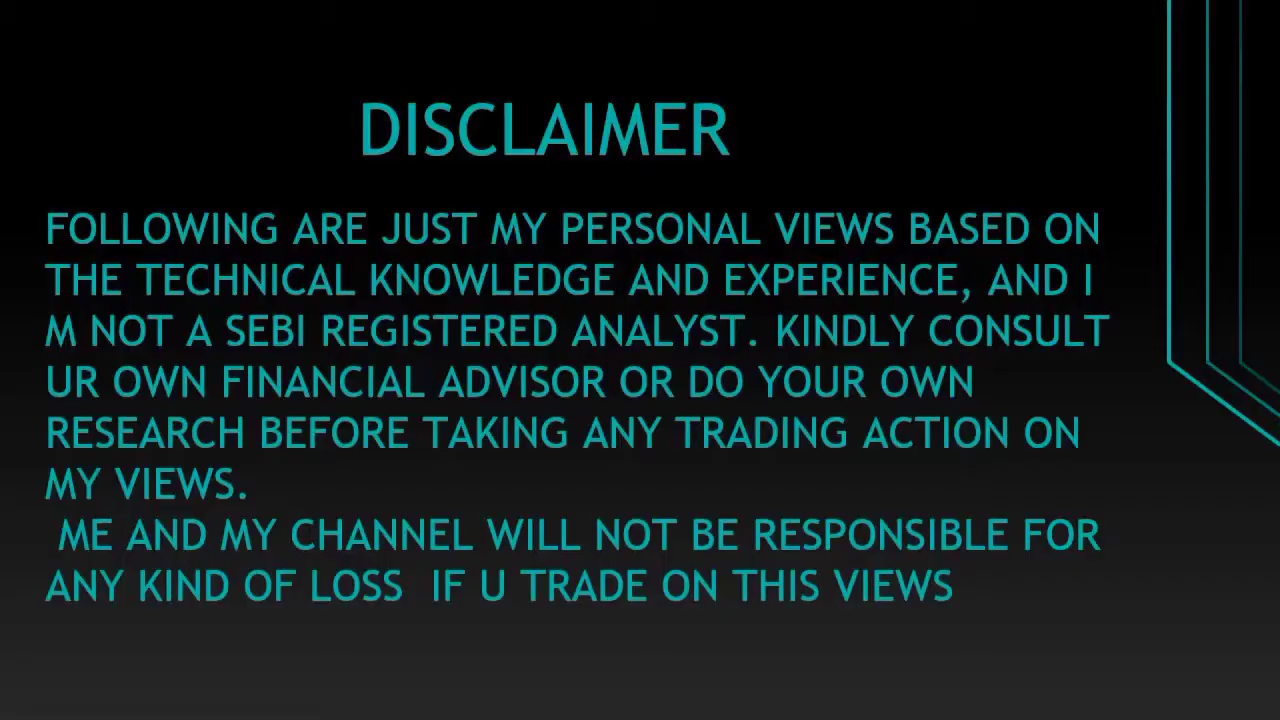 DISCLAIMER
FOLLOWING ARE JUST MY PERSONAL VIEWS BASED ON
THE TECHNICAL KNOWLEDGE AND EXPERIENCE, AND I
M NOT A SEBI REGISTERED ANALYST. KINDLY CONSULT
UR OWN FINANCIAL ADVISOR OR DO YOUR OWN
RESEARCH BEFORE TAKING ANY TRADING ACTION ON
MY VIEWS.
ME AND MY CHANNEL WILL NOT BE RESPONSIBLE FOR
ANY KIND OF LOSS  IF U TRADE ON THIS VIEWS